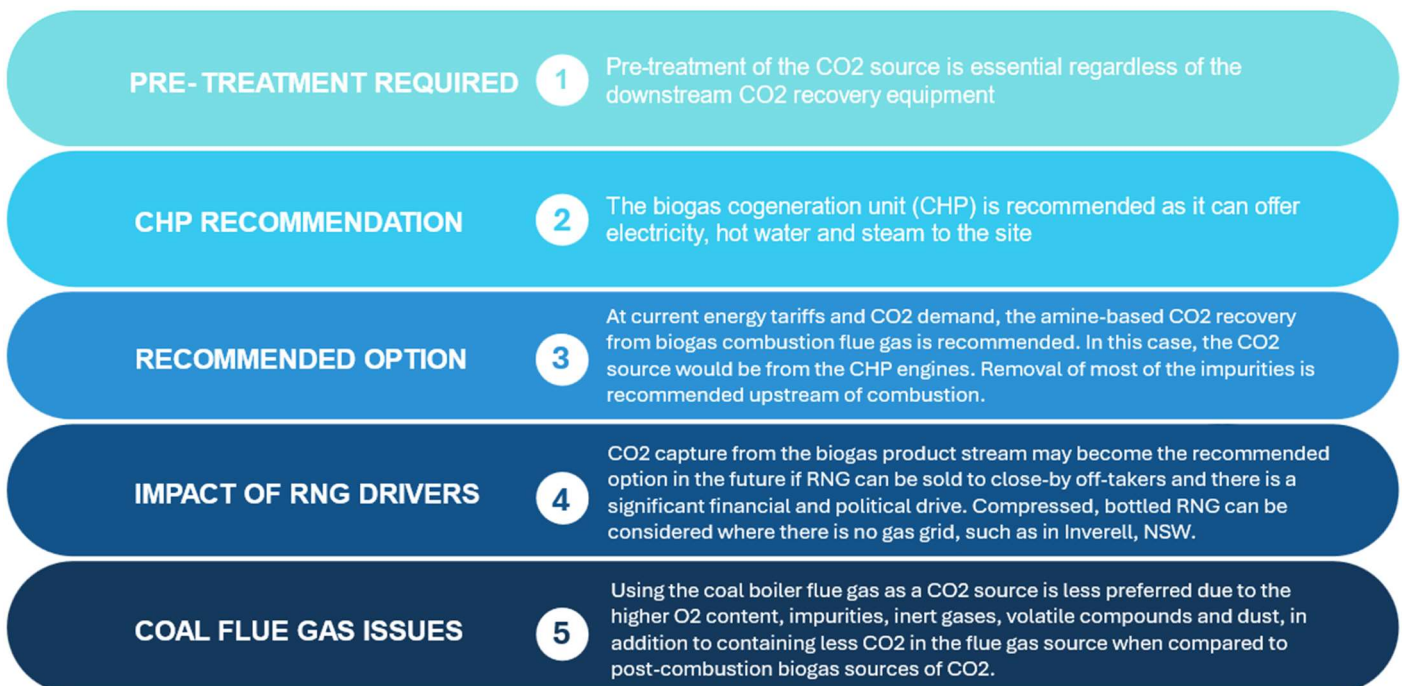 PRE-TREATMENT REQUIRED
1
Pre-treatment of the CO2 source is essential regardless of the
downstream CO2 recovery equipment
CHP RECOMMENDATION
2
The biogas cogeneration unit (CHP) is recommended as it can offer
electricity, hot water and steam to the site
RECOMMENDED OPTION
3
At current energy tariffs and CO2 demand, the amine-based CO2 recovery
from biogas combustion flue gas is recommended. In this case, the CO2
source would be from the CHP engines. Removal of most of the impurities is
recommended upstream of combustion.
IMPACT OF RNG DRIVERS
4
CO2 capture from the biogas product stream may become the recommended
option in the future if RNG can be sold to close-by off-takers and there is a
significant financial and political drive. Compressed, bottled RNG can be
considered where there is no gas grid, such as in Inverell, NSW.
COAL FLUE GAS ISSUES
5
Using the coal boiler flue gas as a CO2 source is less preferred due to the
higher O2 content, impurities, inert gases, volatile compounds and dust, in
addition to containing less CO2 in the flue gas source when compared to
post-combustion biogas sources of CO2.